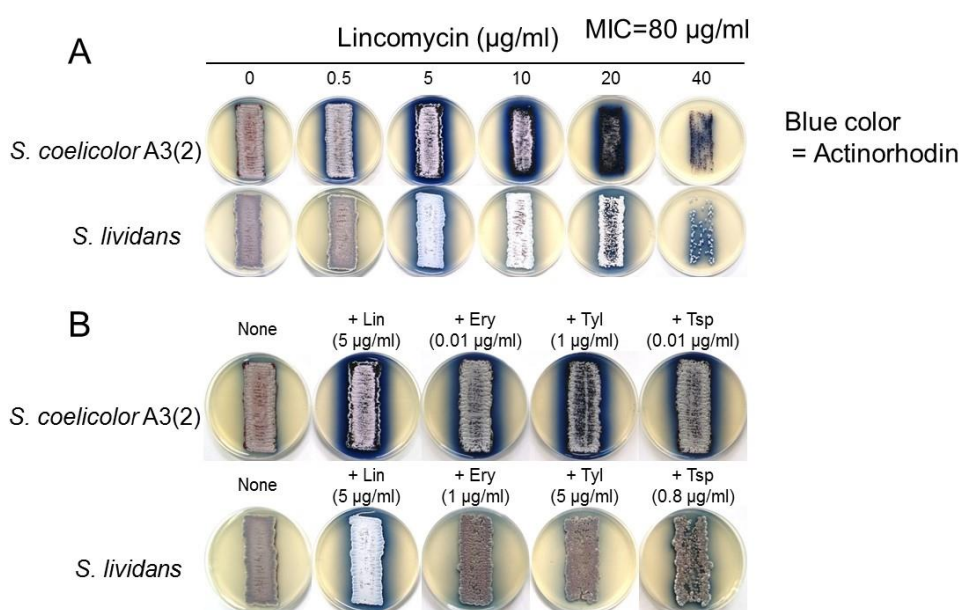 A
Lincomycin (µg/ml)
MIC=80 µg/ml
0 0.5 5 10 20 40
S. coelicolor A3(2)
Blue color
= Actinorhodin
S. lividans
B
None
+ Lin
(5 µg/ml)
+ Ery
(0.01 µg/ml)
+ Tyl
(1 µg/ml)
+ Tsp
(0.01 µg/ml)
S. coelicolor A3(2)
None
+ Lin
(5 µg/ml)
+ Ery
(1 µg/ml)
+ Tyl
(5 µg/ml)
+ Tsp
(0.8 µg/ml)
S. lividans